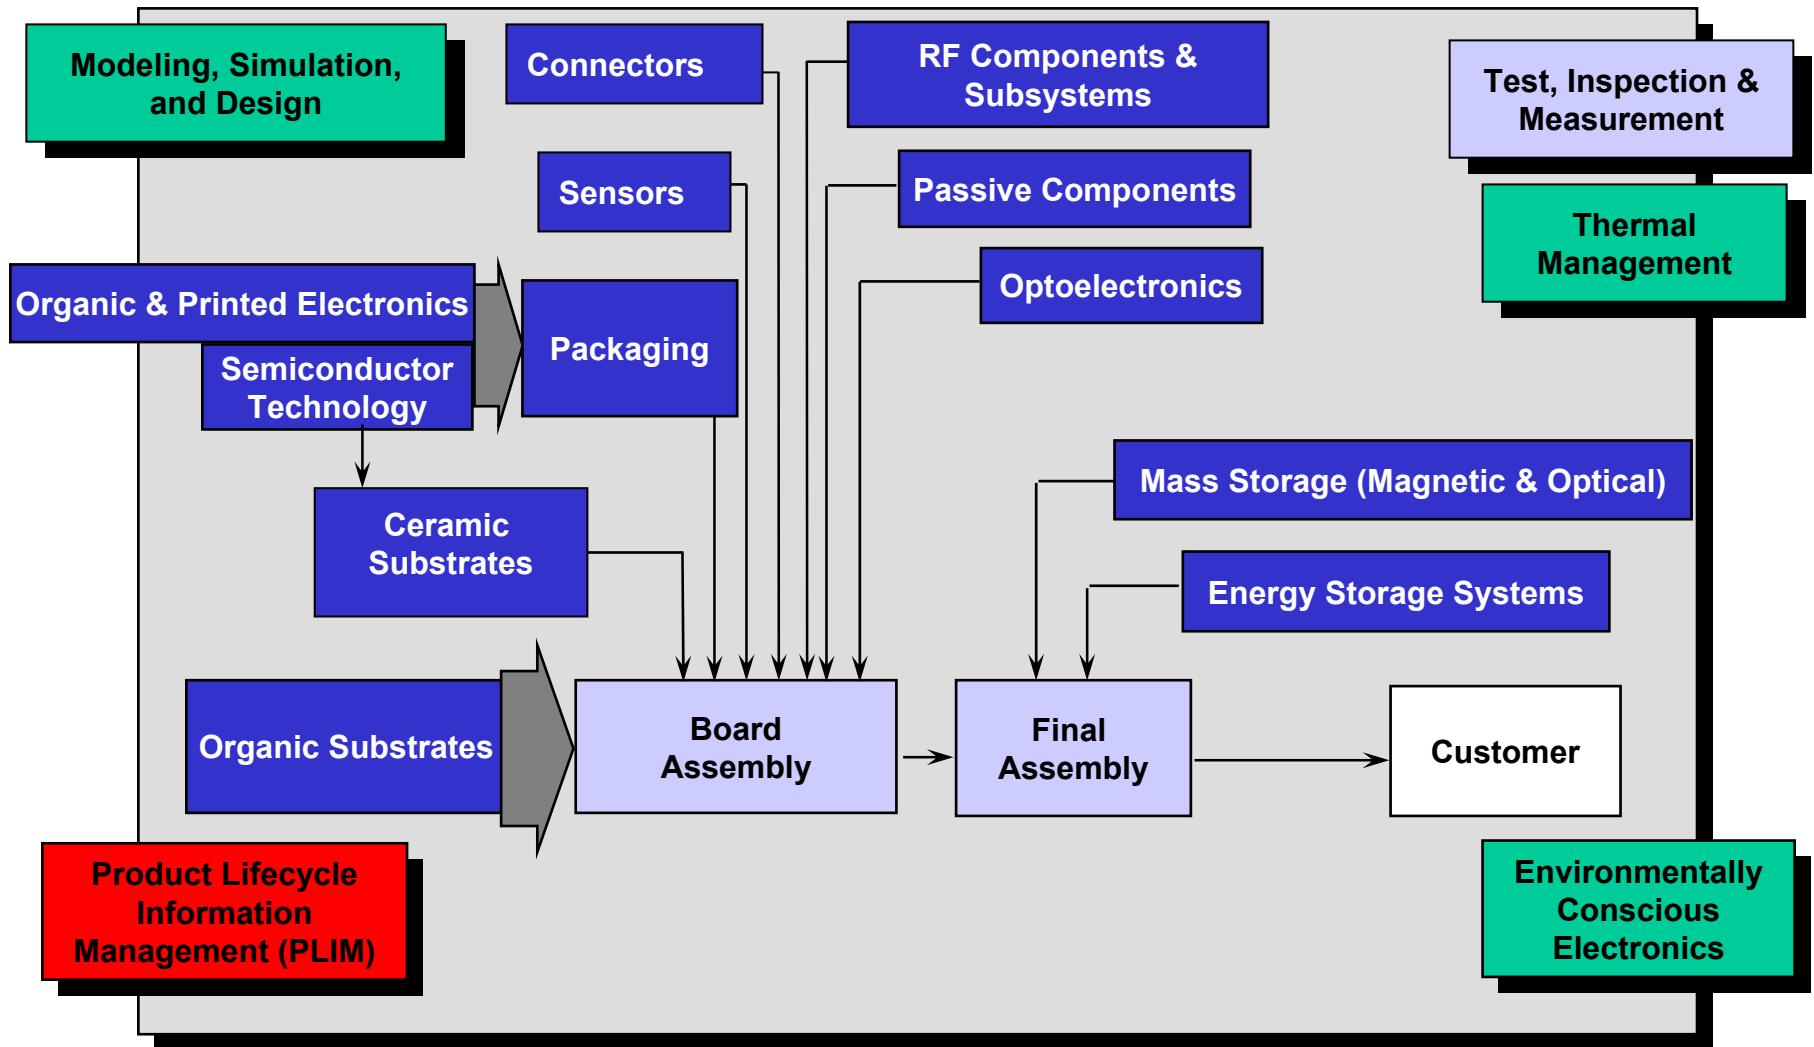 Modeling, Simulation,
and Design
Connectors
RF Components &
Subsystems
Test, Inspection &
Measurement
Sensors
Passive Components
Thermal
Management
Organic & Printed Electronics
Optoelectronics
Packaging
Semiconductor
Technology
Mass Storage (Magnetic & Optical)
Ceramic
Substrates
Energy Storage Systems
Organic Substrates
Board
Assembly
Final
Assembly
Customer
Product Lifecycle
Information
Management (PLIM)
Environmentally
Conscious
Electronics